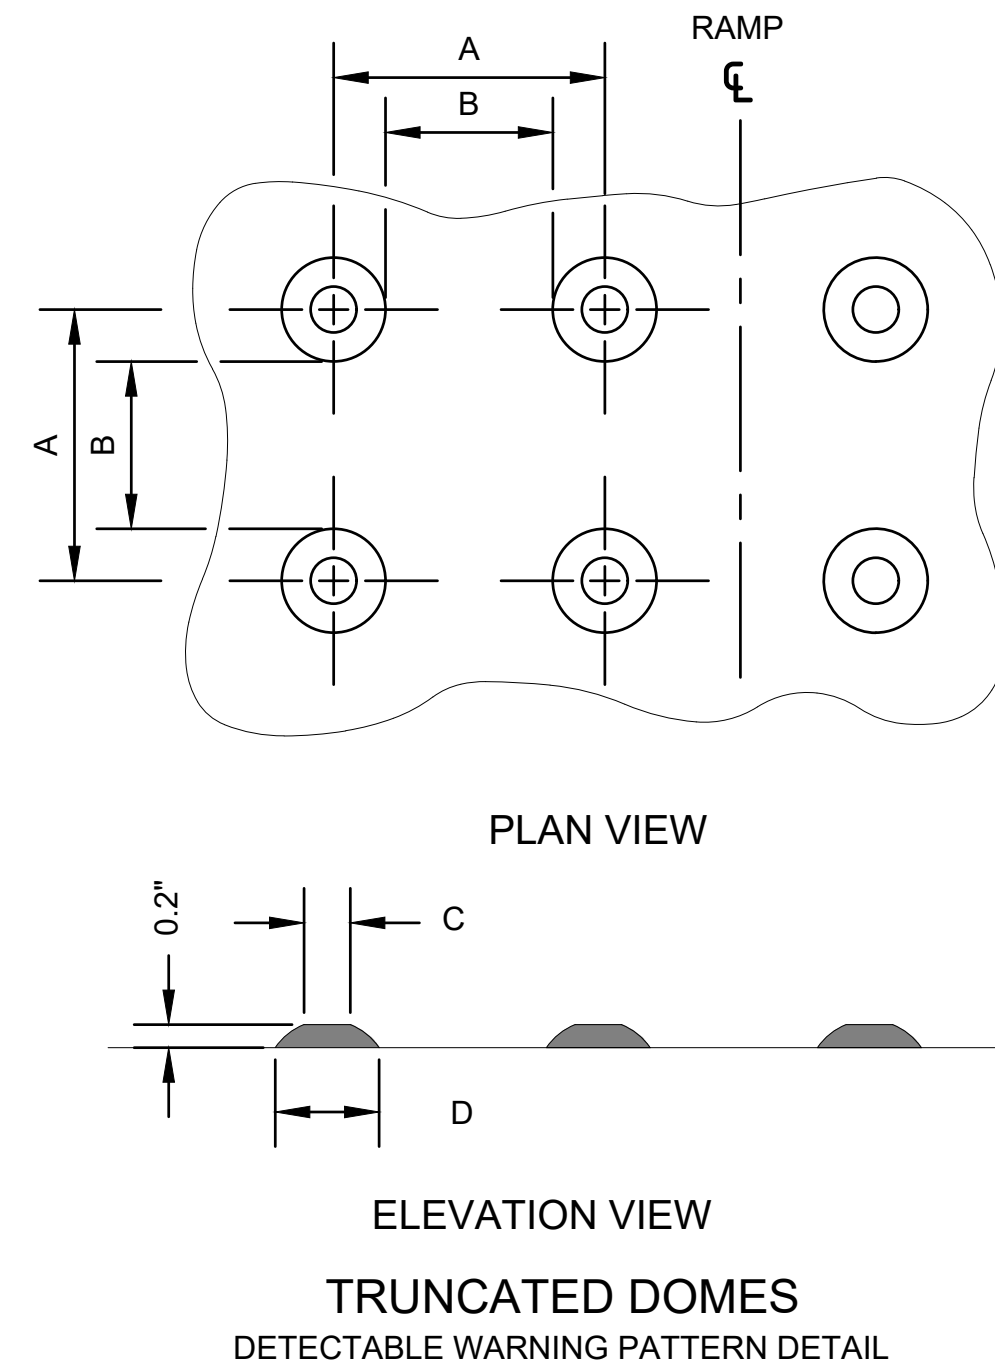 RAMP
℄
A
B
A
B
PLAN VIEW
0.2"
C
D
ELEVATION VIEW
TRUNCATED DOMES
DETECTABLE WARNING PATTERN DETAIL